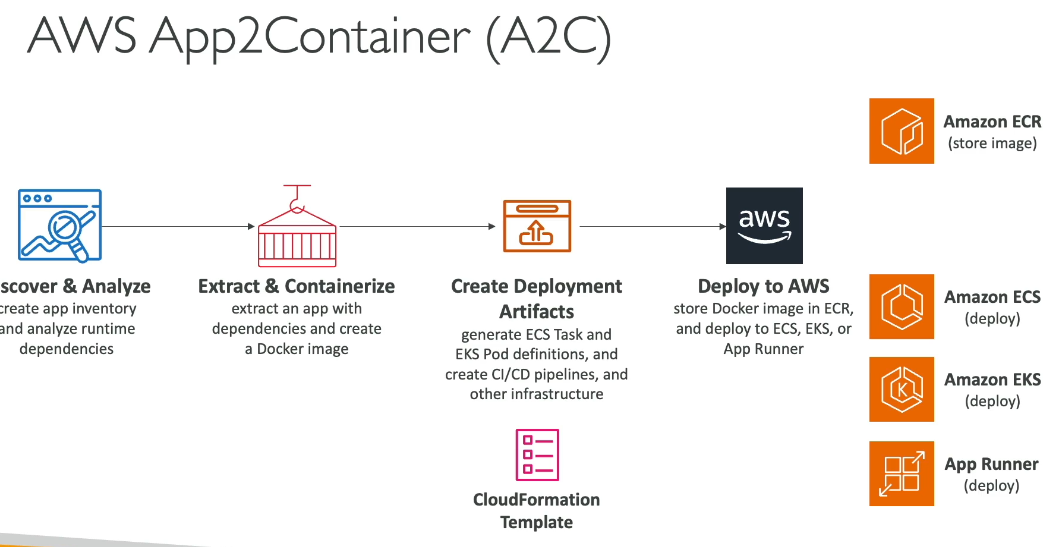 AWS App2Container (A2C)
Amazon ECR
(store image)
aws
scover & Analyze
create app inventory
and analyze runtime
dependencies
Extract & Containerize
extract an app with
dependencies and create
a Docker image
Create Deployment
Artifacts
generate ECS Task and
EKS Pod definitions, and
create CI/CD pipelines, and
other infrastructure
CloudFormation
Template
Deploy to AWS
store Docker image in ECR,
and deploy to ECS, EKS, or
App Runner
Amazon ECS
(deploy)
K
Amazon EKS
(deploy)
App Runner
(deploy)